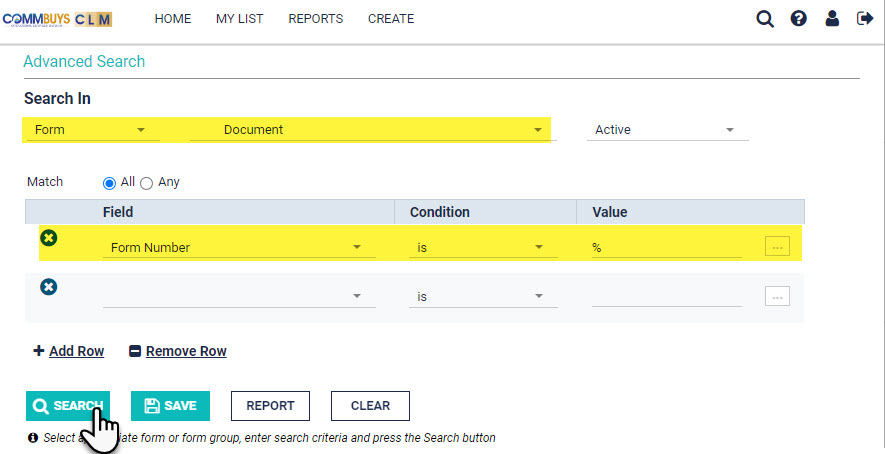 COMMBUYS CLM HOME MY LIST REPORTS CREATE
Advanced Search
Search In
Form Document Active
Match All Any
Field Condition Value
Form Number is % ...
is ...
Add Row Remove Row
SEARCH SAVE REPORT CLEAR
Select iate form or form group, enter search criteria and press the Search button